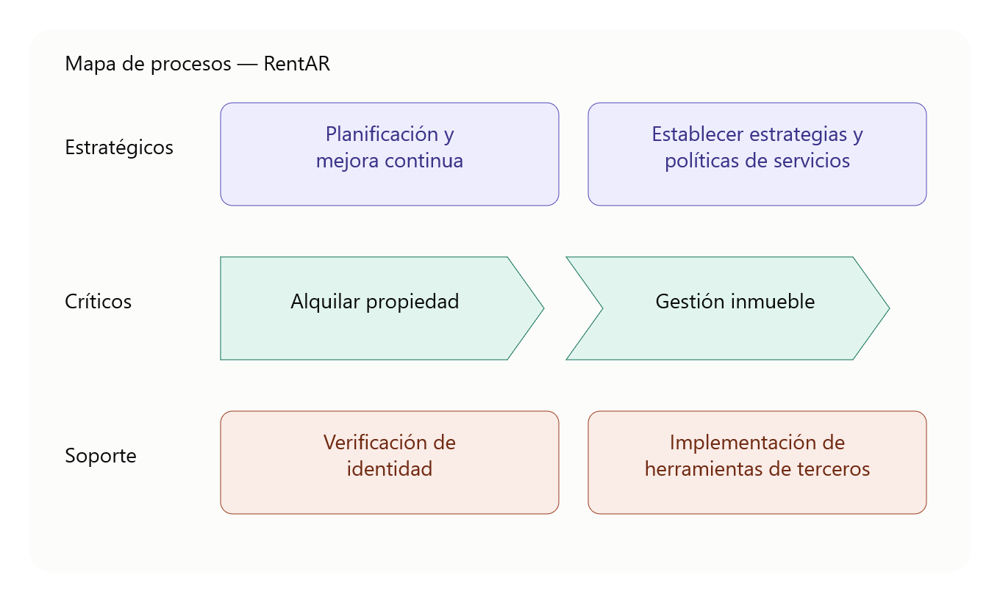 Mapa de procesos — RentAR
Estratégicos
Planificación y
mejora continua
Establecer estrategias y
políticas de servicios
Críticos
Alquilar propiedad
Gestión inmueble
Soporte
Verificación de
identidad
Implementación de
herramientas de terceros